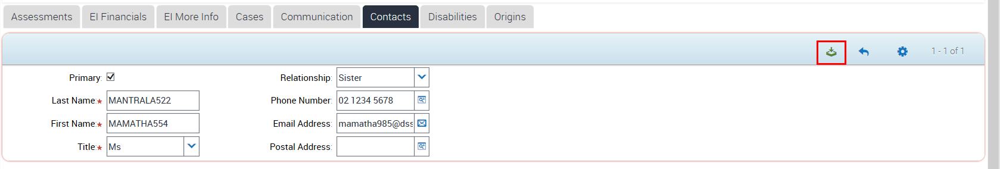 Assessments EI Financials EI More Info Cases Communication Contacts Disabilities Origins
1 - 1 of 1
Primary: Relationship: Sister
Last Name:★ MANTRALA522 Phone Number: 02 1234 5678
First Name:★ MAMATHA554 Email Address: mamatha985@dss
Title:★ Ms Postal Address: